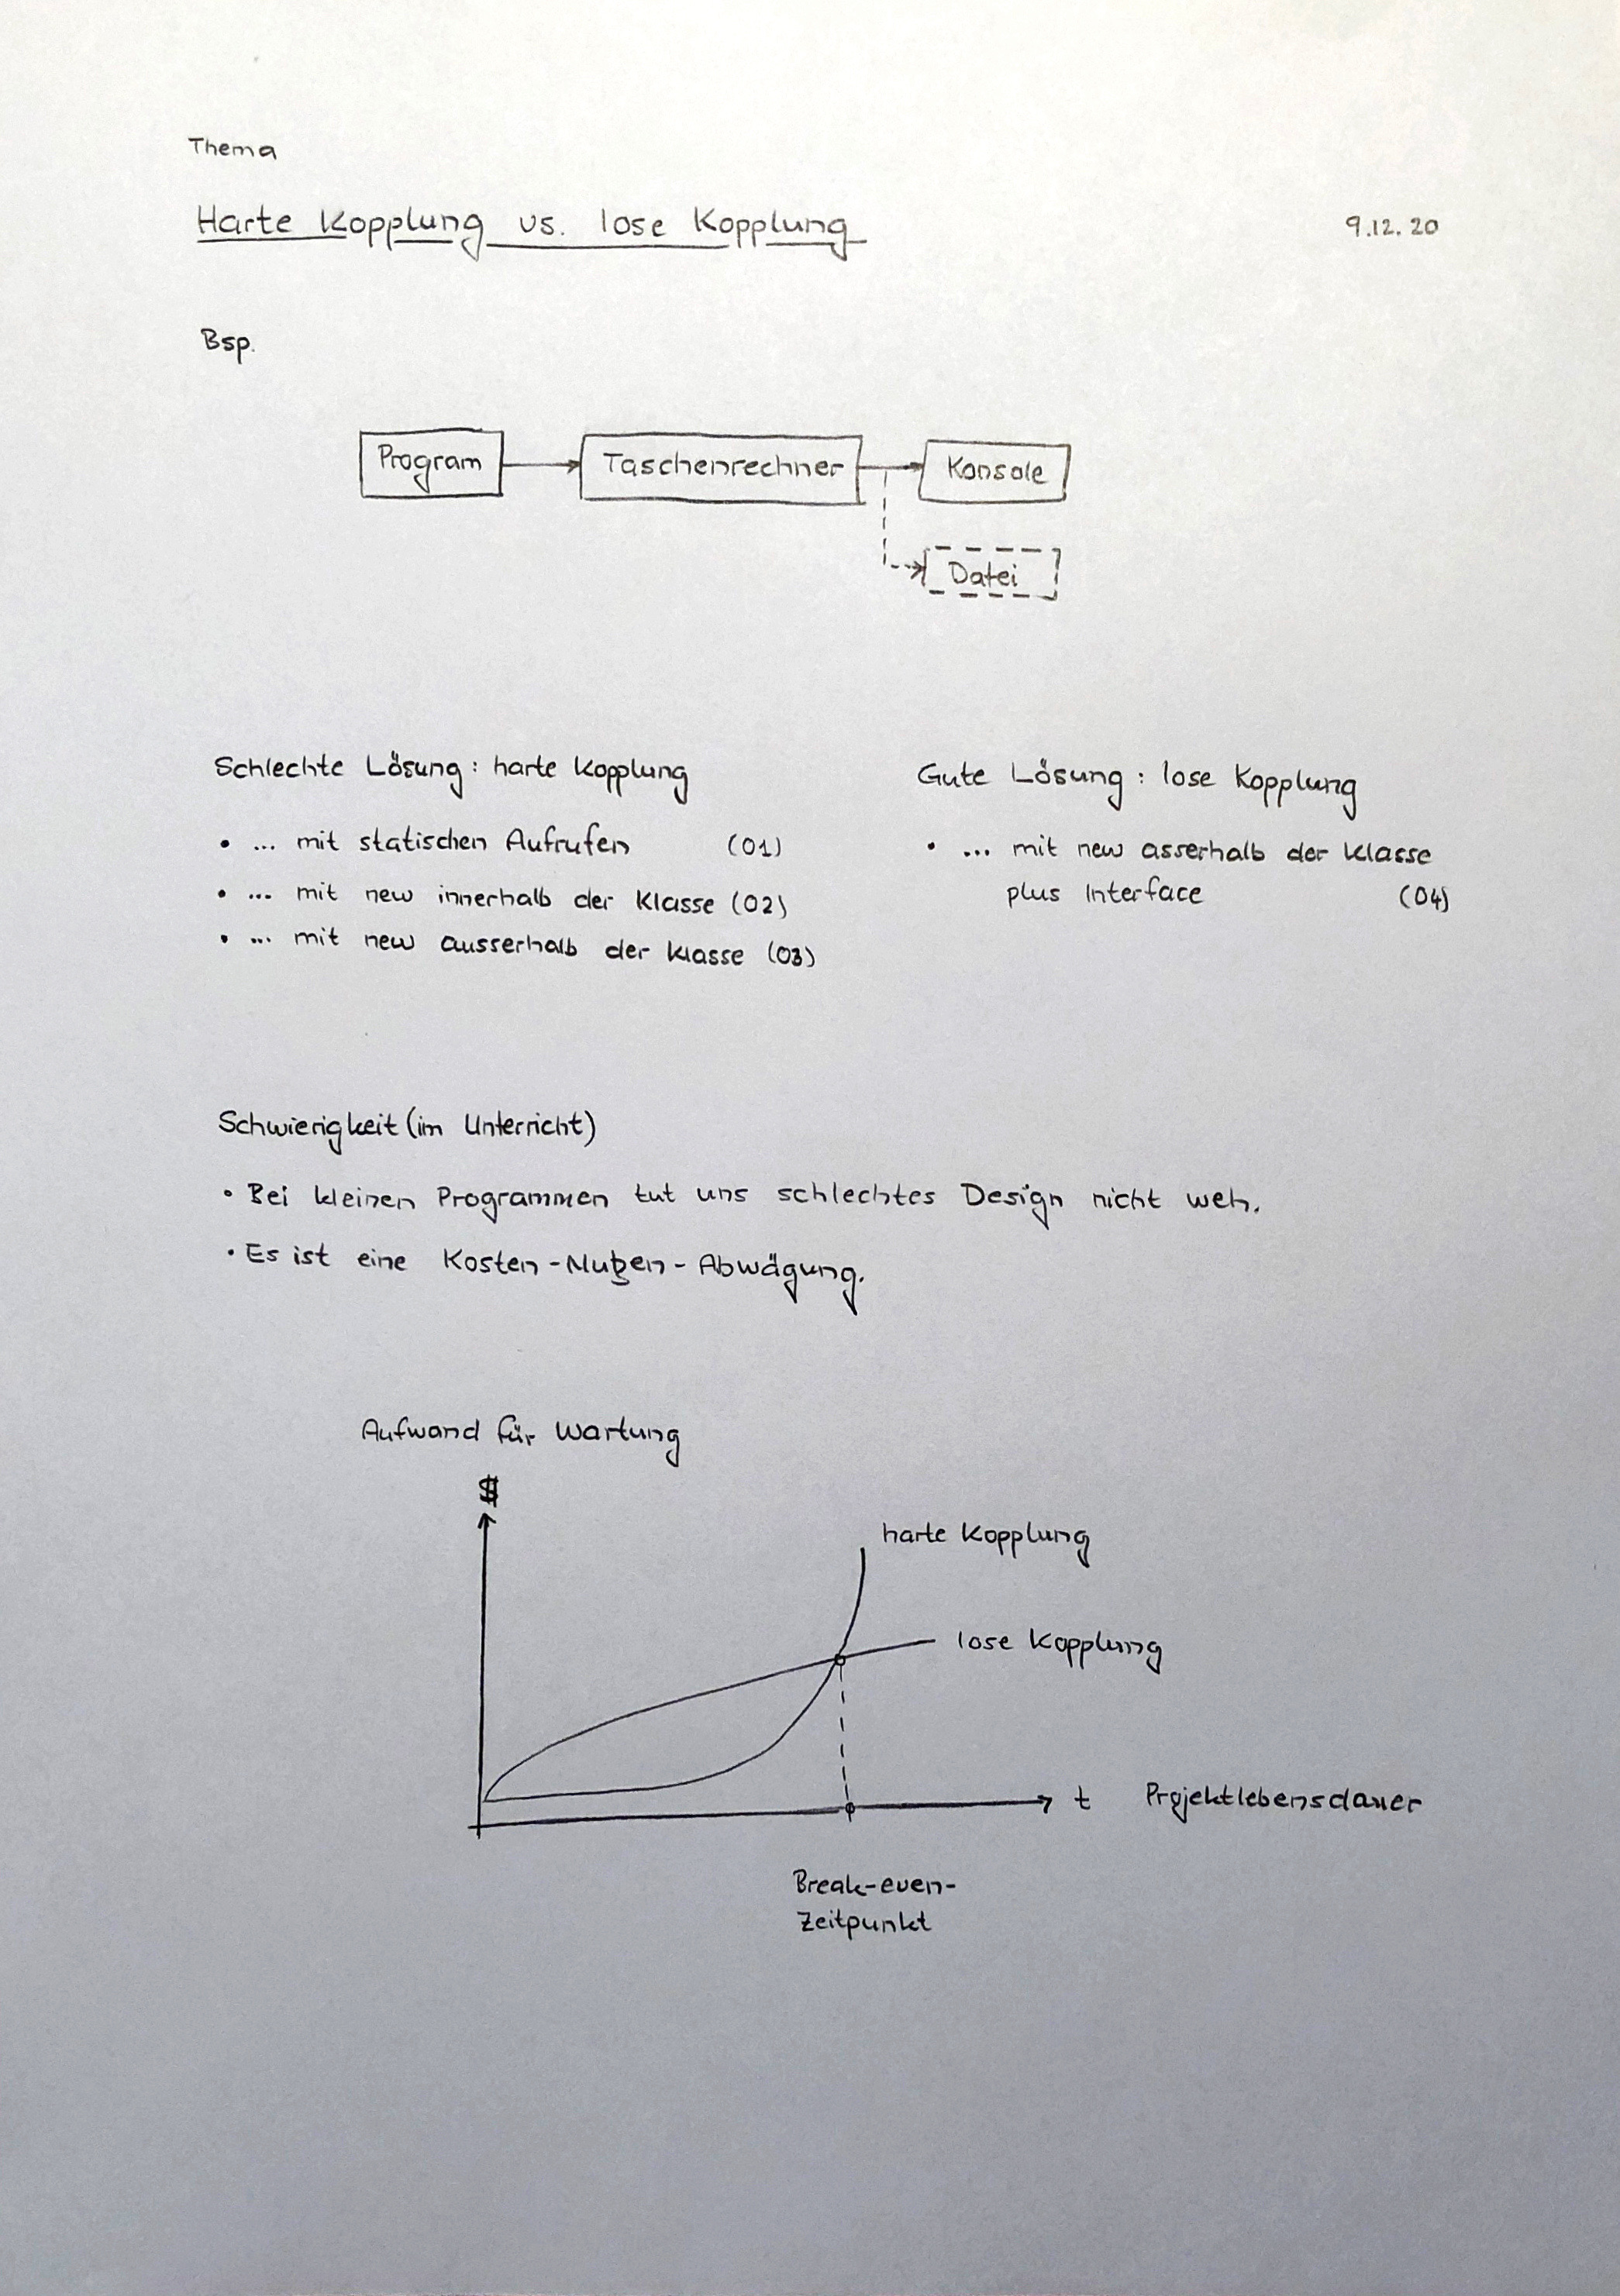 Thema
Harte Kopplung vs. lose Kopplung
9.12.20
Bsp.
Program
Taschenrechner
Konsole
Datei
Schlechte Lösung: harte Kopplung
• ... mit statischen Aufrufen (01)
• ... mit new innerhalb der Klasse (02)
• ... mit new ausserhalb der Klasse (03)
Gute Lösung: lose Kopplung
• ... mit new asserhalb der Klasse
plus Interface (04)
Schwierigkeit (im Unterricht)
• Bei kleinen Programmen tut uns schlechtes Design nicht weh.
• Es ist eine Kosten-Nutzen-Abwägung.
Aufwand für Wartung
$
harte Kopplung
lose Kopplung
t Projektlebensdauer
Break-even-
Zeitpunkt